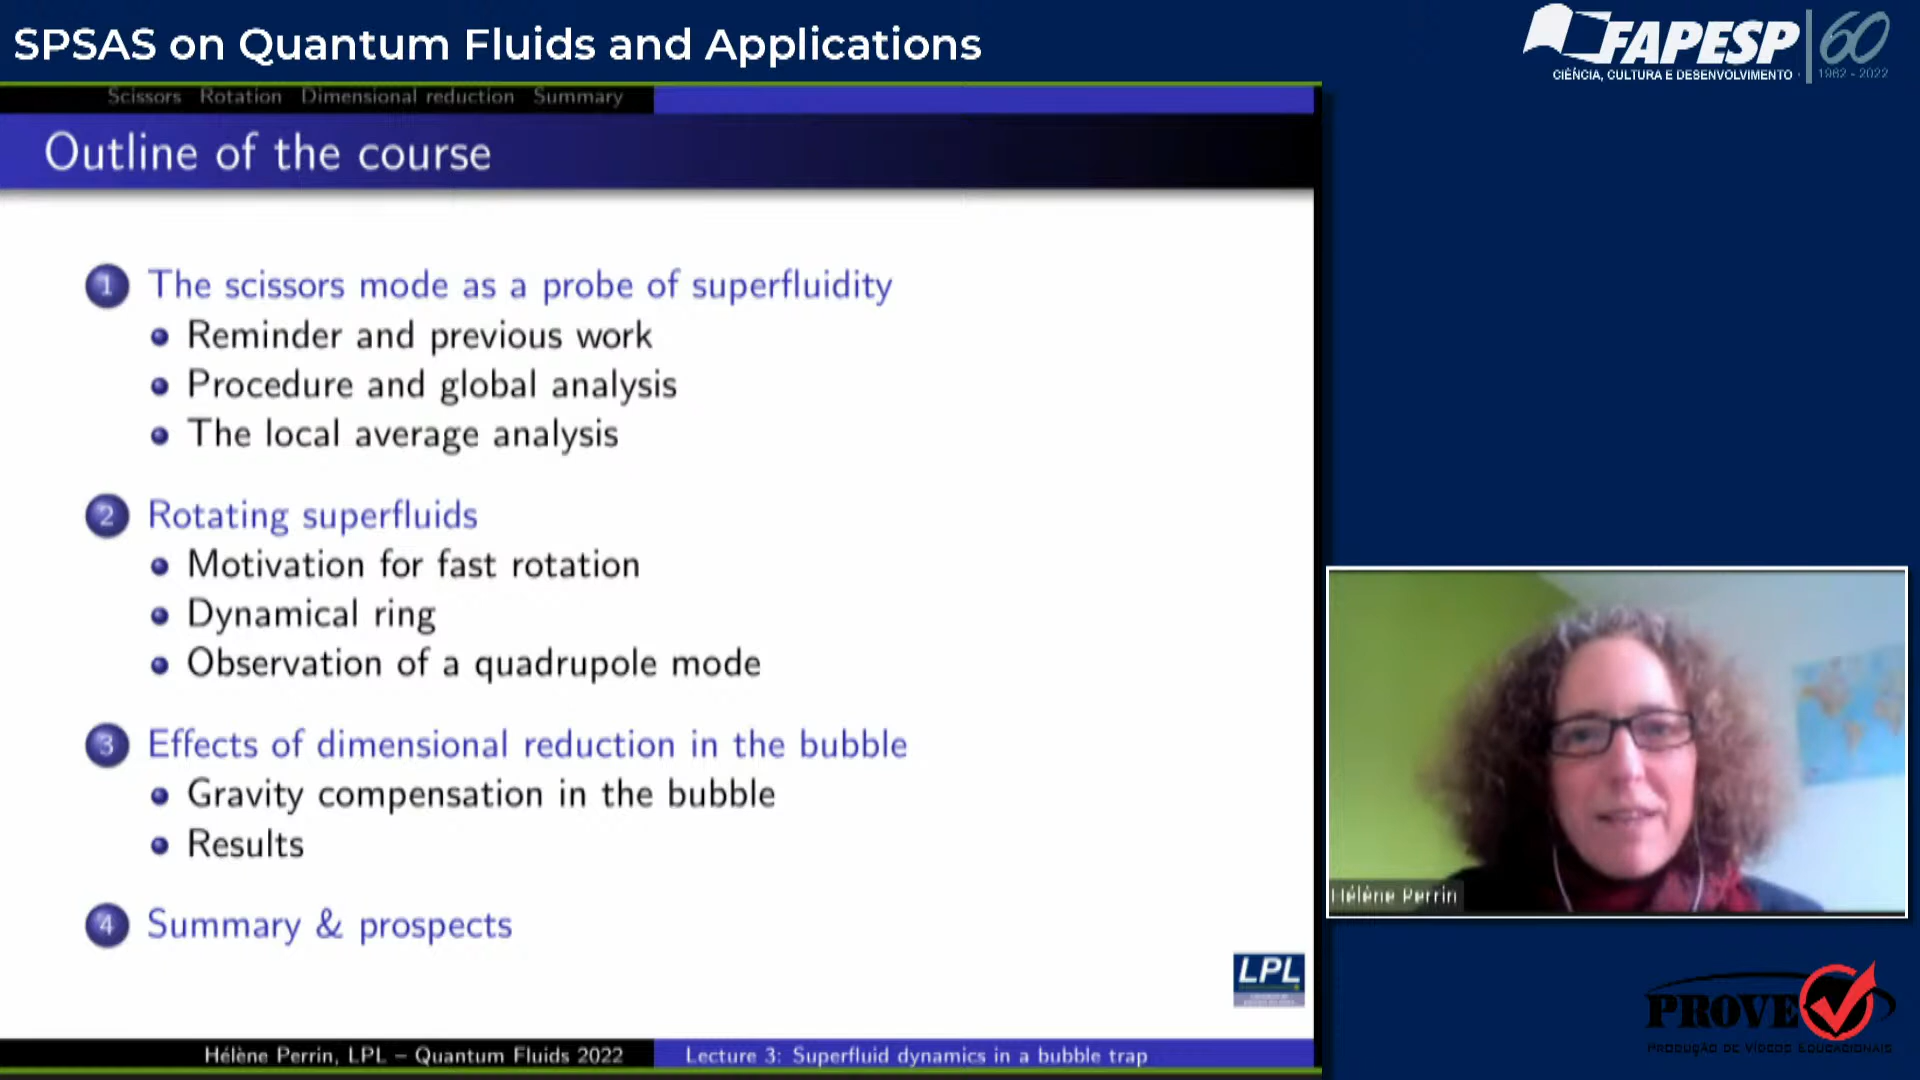 SPSAS on Quantum Fluids and Applications
FAPESP 60
CIÊNCIA, CULTURA E DESENVOLVIMENTO
1962 - 2022
Scissors Rotation Dimensional reduction Summary
Outline of the course
1 The scissors mode as a probe of superfluidity
Reminder and previous work
Procedure and global analysis
The local average analysis
2 Rotating superfluids
Motivation for fast rotation
Dynamical ring
Observation of a quadrupole mode
3 Effects of dimensional reduction in the bubble
Gravity compensation in the bubble
Results
4 Summary & prospects
LPL
Hélène Perrin, LPL – Quantum Fluids 2022
Lecture 3: Superfluid dynamics in a bubble trap
Hélène Perrin
PROVE
PRODUÇÃO DE VÍDEOS EDUCACIONAIS